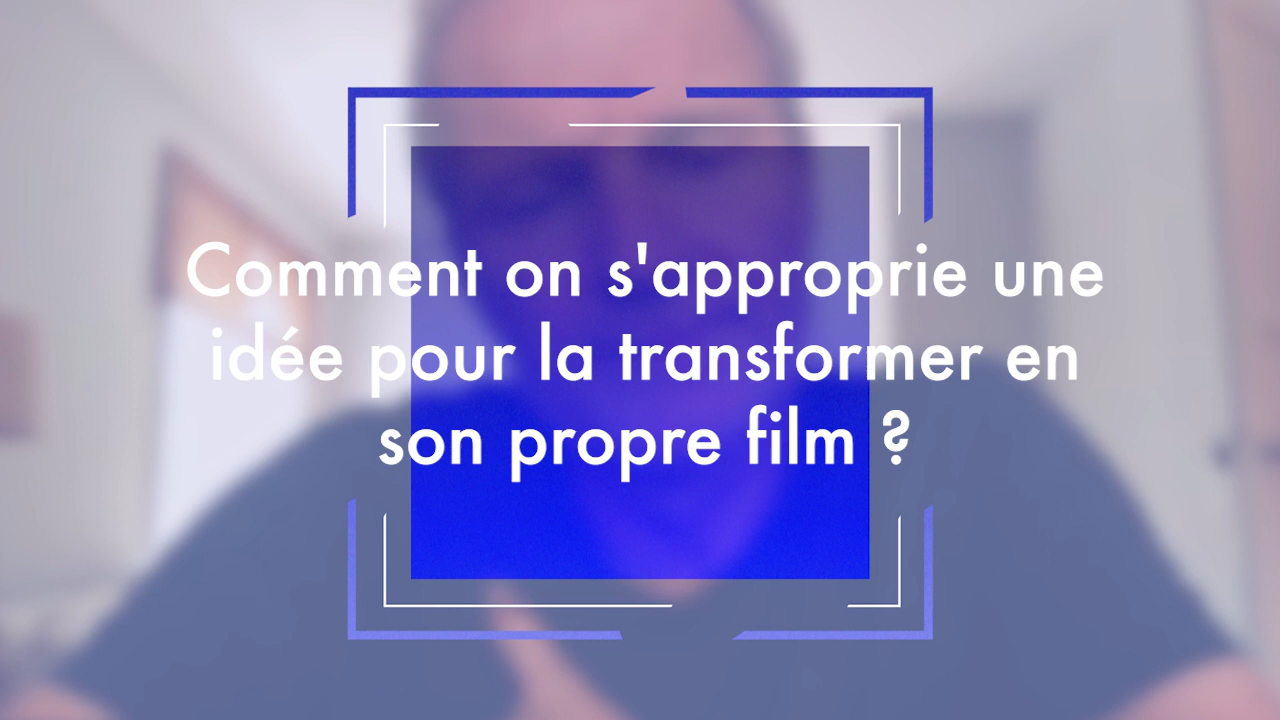 Comment on s'approprie une
idée pour la transformer en
son propre film ?